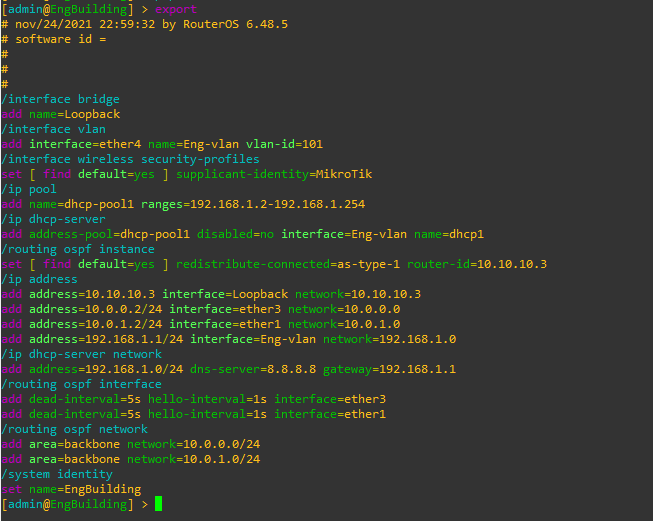 [admin@EngBuilding] > export
# nov/24/2021 22:59:32 by RouterOS 6.48.5
# software id =
#
#
#
/interface bridge
add name=Loopback
/interface vlan
add interface=ether4 name=Eng-vlan vlan-id=101
/interface wireless security-profiles
set [ find default=yes ] supplicant-identity=MikroTik
/ip pool
add name=dhcp-pool1 ranges=192.168.1.2-192.168.1.254
/ip dhcp-server
add address-pool=dhcp-pool1 disabled=no interface=Eng-vlan name=dhcp1
/routing ospf instance
set [ find default=yes ] redistribute-connected=as-type-1 router-id=10.10.10.3
/ip address
add address=10.10.10.3 interface=Loopback network=10.10.10.3
add address=10.0.0.2/24 interface=ether3 network=10.0.0.0
add address=10.0.1.2/24 interface=ether1 network=10.0.1.0
add address=192.168.1.1/24 interface=Eng-vlan network=192.168.1.0
/ip dhcp-server network
add address=192.168.1.0/24 dns-server=8.8.8.8 gateway=192.168.1.1
/routing ospf interface
add dead-interval=5s hello-interval=1s interface=ether3
add dead-interval=5s hello-interval=1s interface=ether1
/routing ospf network
add area=backbone network=10.0.0.0/24
add area=backbone network=10.0.1.0/24
/system identity
set name=EngBuilding
[admin@EngBuilding] >